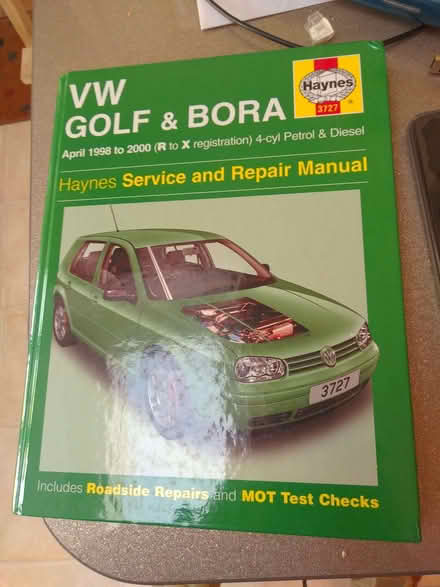 VW
GOLF & BORA
Haynes
3727
April 1998 to 2000 (R to X registration) 4-cyl Petrol & Diesel
Haynes Service and Repair Manual
3727
Includes Roadside Repairs and MOT Test Checks